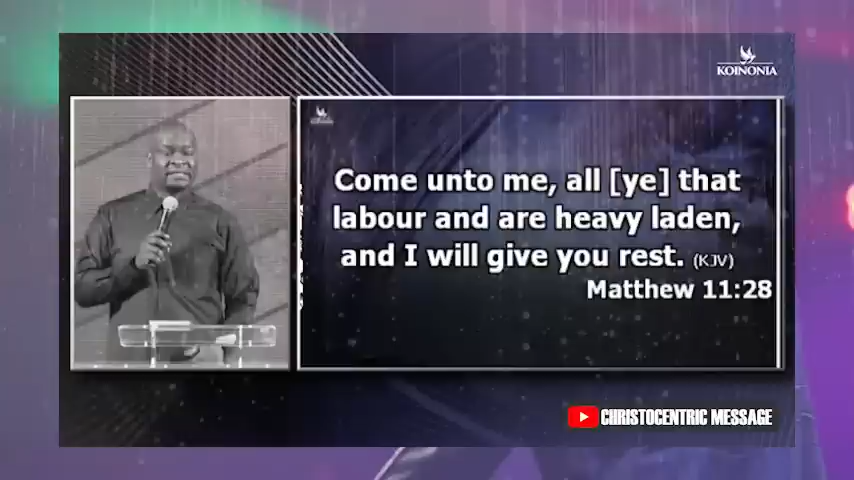 KOINONIA
Come unto me, all [ye] that
labour and are heavy laden,
and I will give you rest. (KJV)
Matthew 11:28
CHRISTOCENTRIC MESSAGE